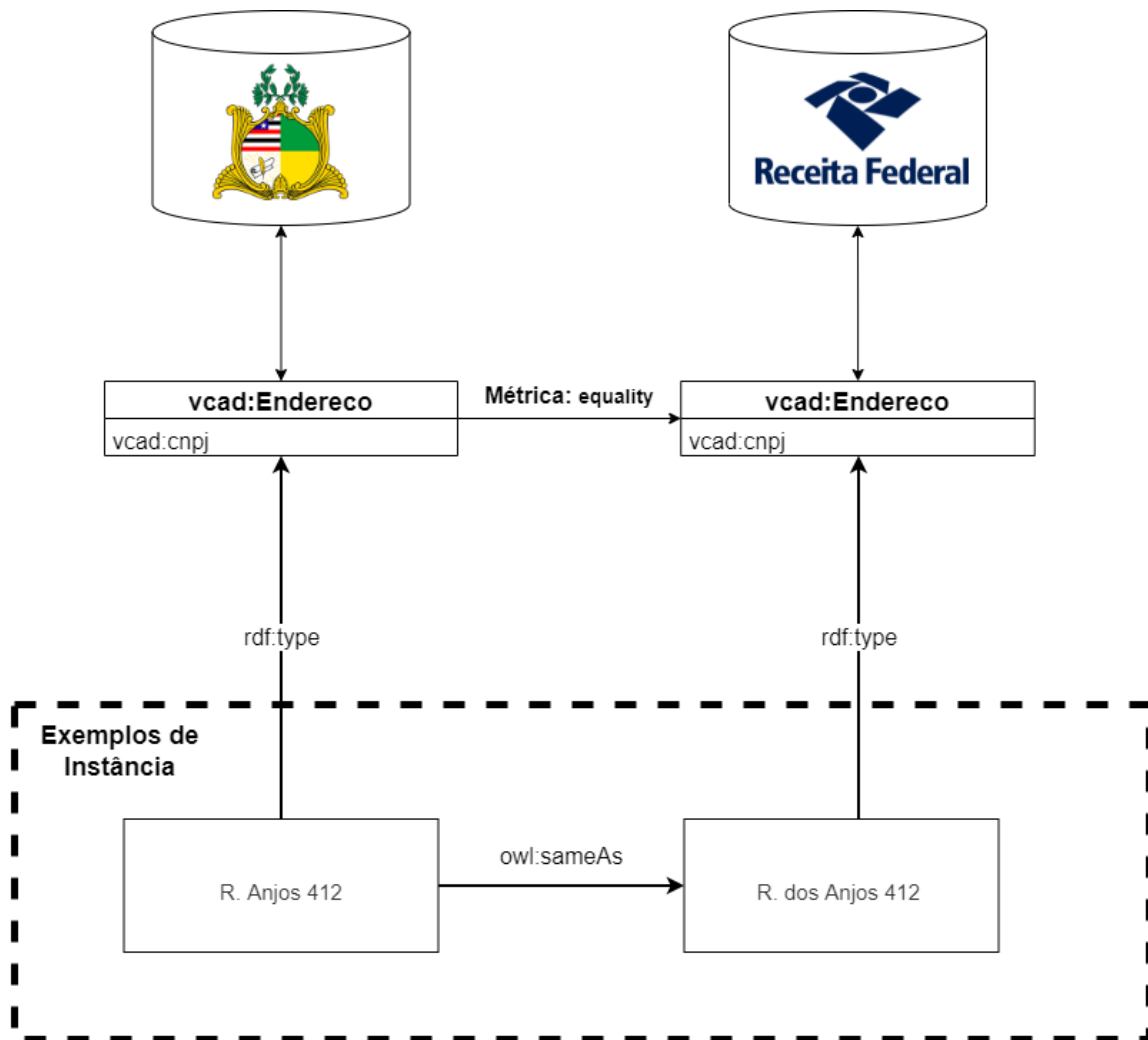 Receita Federal
vcad:Endereco
vcad:cnpj
Métrica: equality
vcad:Endereco
vcad:cnpj
rdf:type
rdf:type
Exemplos de
Instância
R. Anjos 412
owl:sameAs
R. dos Anjos 412